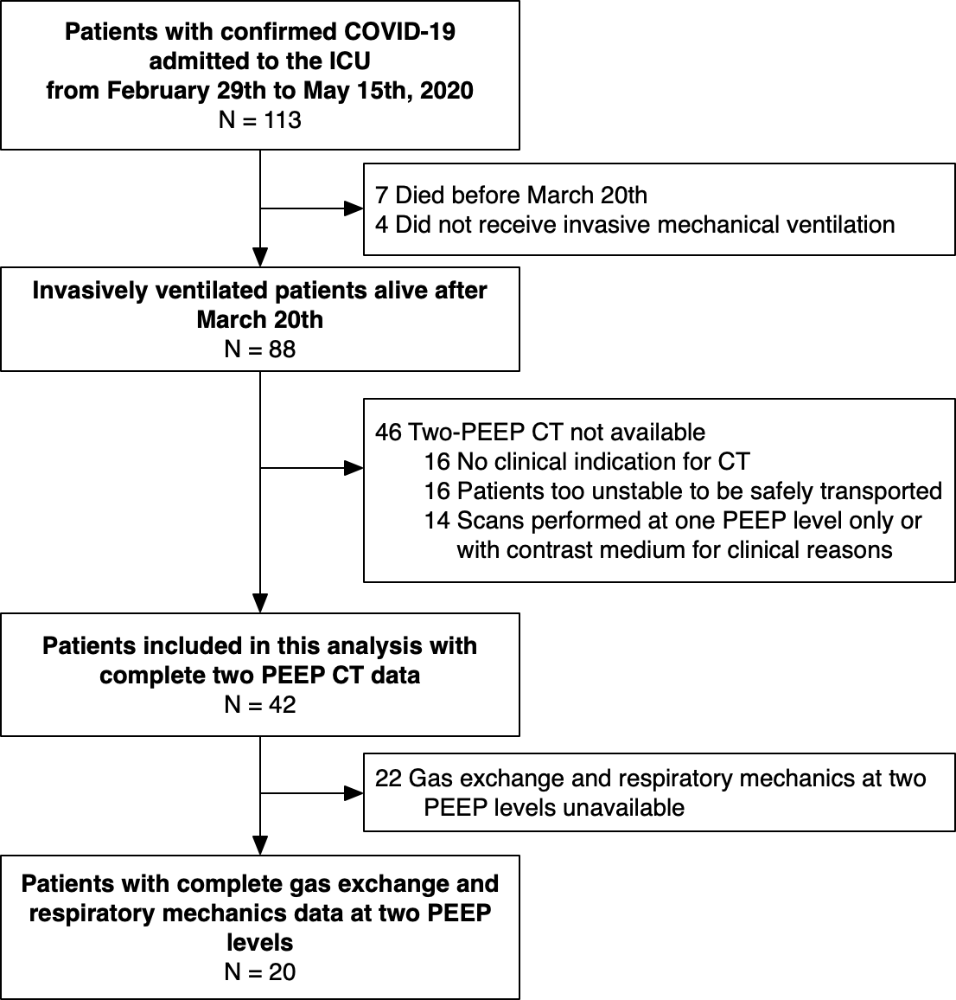 Patients with confirmed COVID-19
admitted to the ICU
from February 29th to May 15th, 2020
N = 113
7 Died before March 20th
4 Did not receive invasive mechanical ventilation
Invasively ventilated patients alive after
March 20th
N = 88
46 Two-PEEP CT not available
16 No clinical indication for CT
16 Patients too unstable to be safely transported
14 Scans performed at one PEEP level only or
with contrast medium for clinical reasons
Patients included in this analysis with
complete two PEEP CT data
N = 42
22 Gas exchange and respiratory mechanics at two
PEEP levels unavailable
Patients with complete gas exchange and
respiratory mechanics data at two PEEP
levels
N = 20